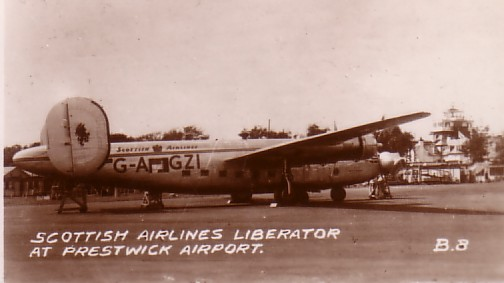 SCOTTISH AIRLINES
G-AGZI
SCOTTISH AIRLINES LIBERATOR
AT PRESTWICK AIRPORT.
B.8